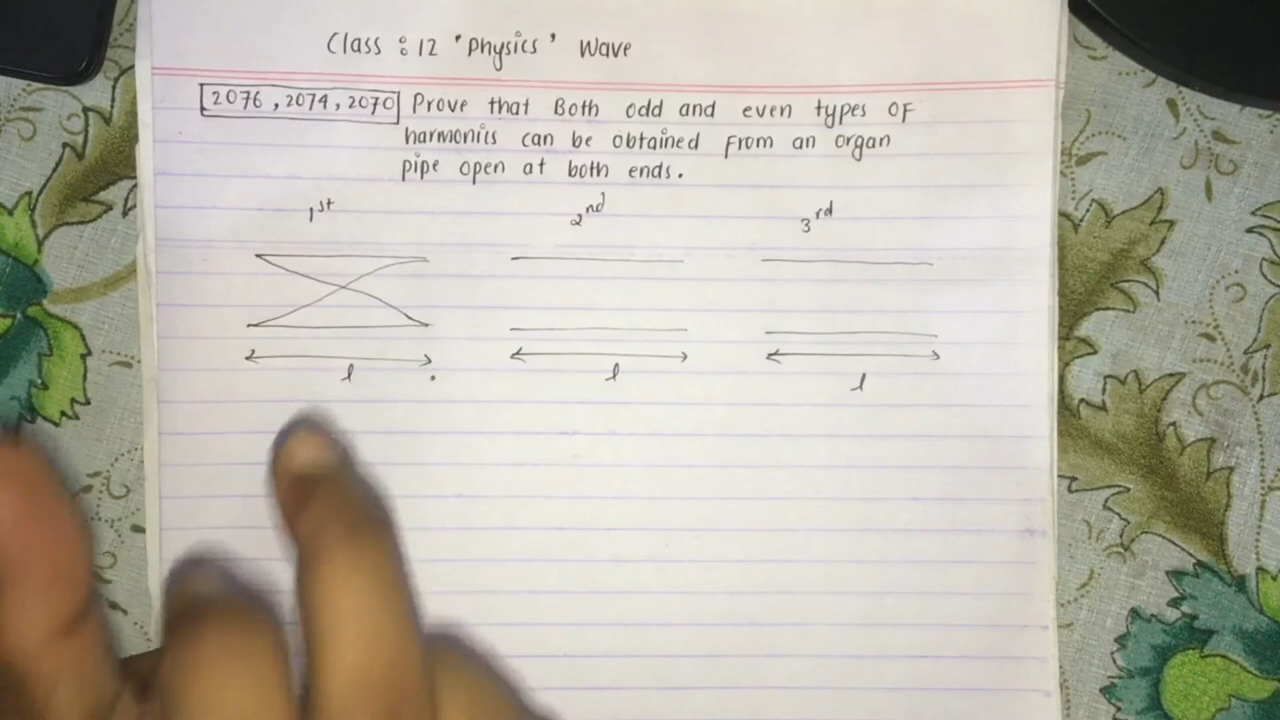 Class : 12 'Physics' Wave
2076, 2074, 2070 Prove that Both odd and even types OF
harmonics can be obtained From an organ
pipe open at both ends.
1st 2nd 3rd
l l l